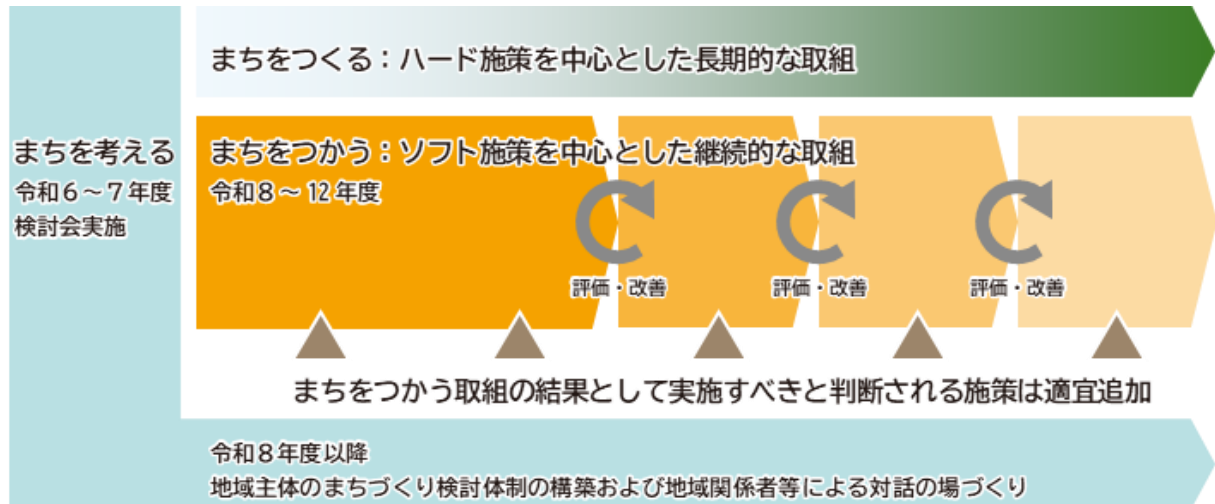 まちをつくる：ハード施策を中心とした長期的な取組
まちを考える
令和６～７年度
検討会実施
まちをつかう：ソフト施策を中心とした継続的な取組
令和８～12年度
評価・改善
評価・改善
評価・改善
まちをつかう取組の結果として実施すべきと判断される施策は適宜追加
令和８年度以降
地域主体のまちづくり検討体制の構築および地域関係者等による対話の場づくり